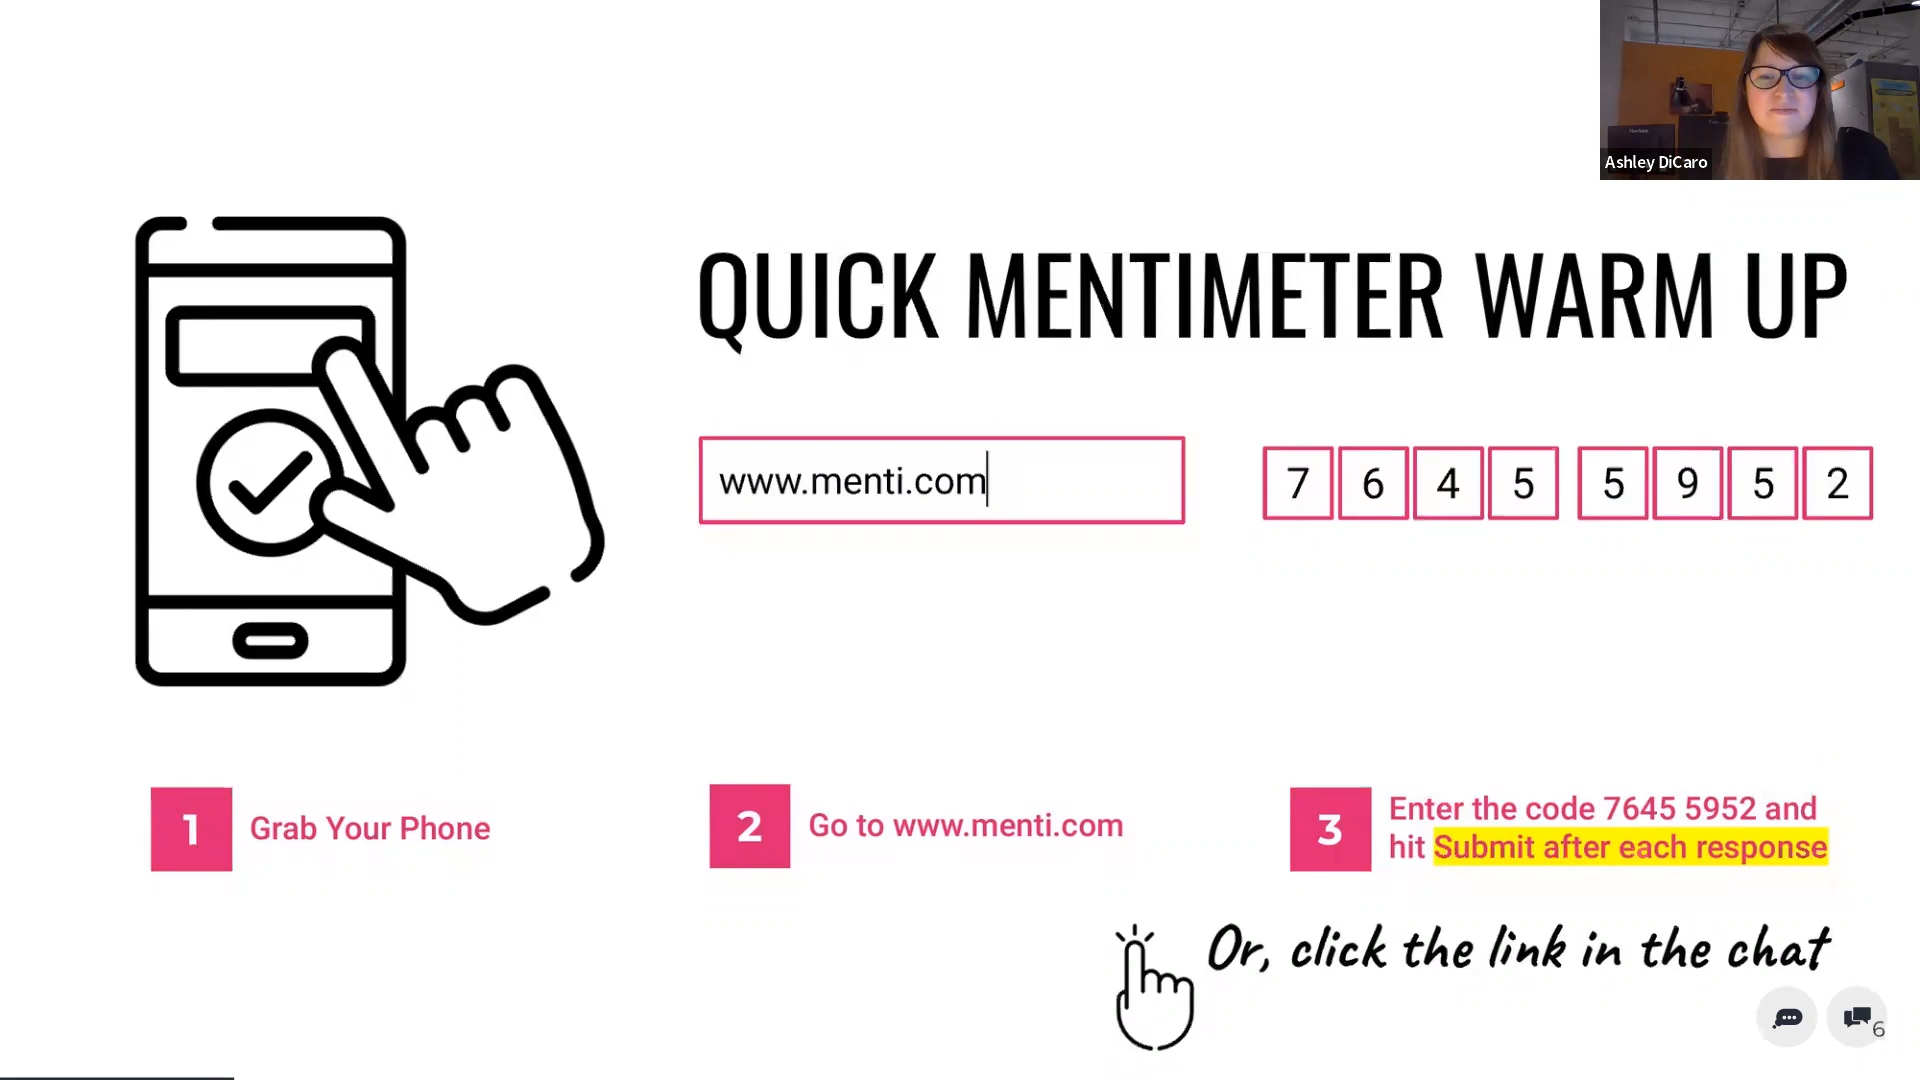 Ashley DiCaro
QUICK MENTIMETER WARM UP
www.menti.com
7 6 4 5 5 9 5 2
1 Grab Your Phone
2 Go to www.menti.com
3 Enter the code 7645 5952 and
hit Submit after each response
Or, click the link in the chat
6